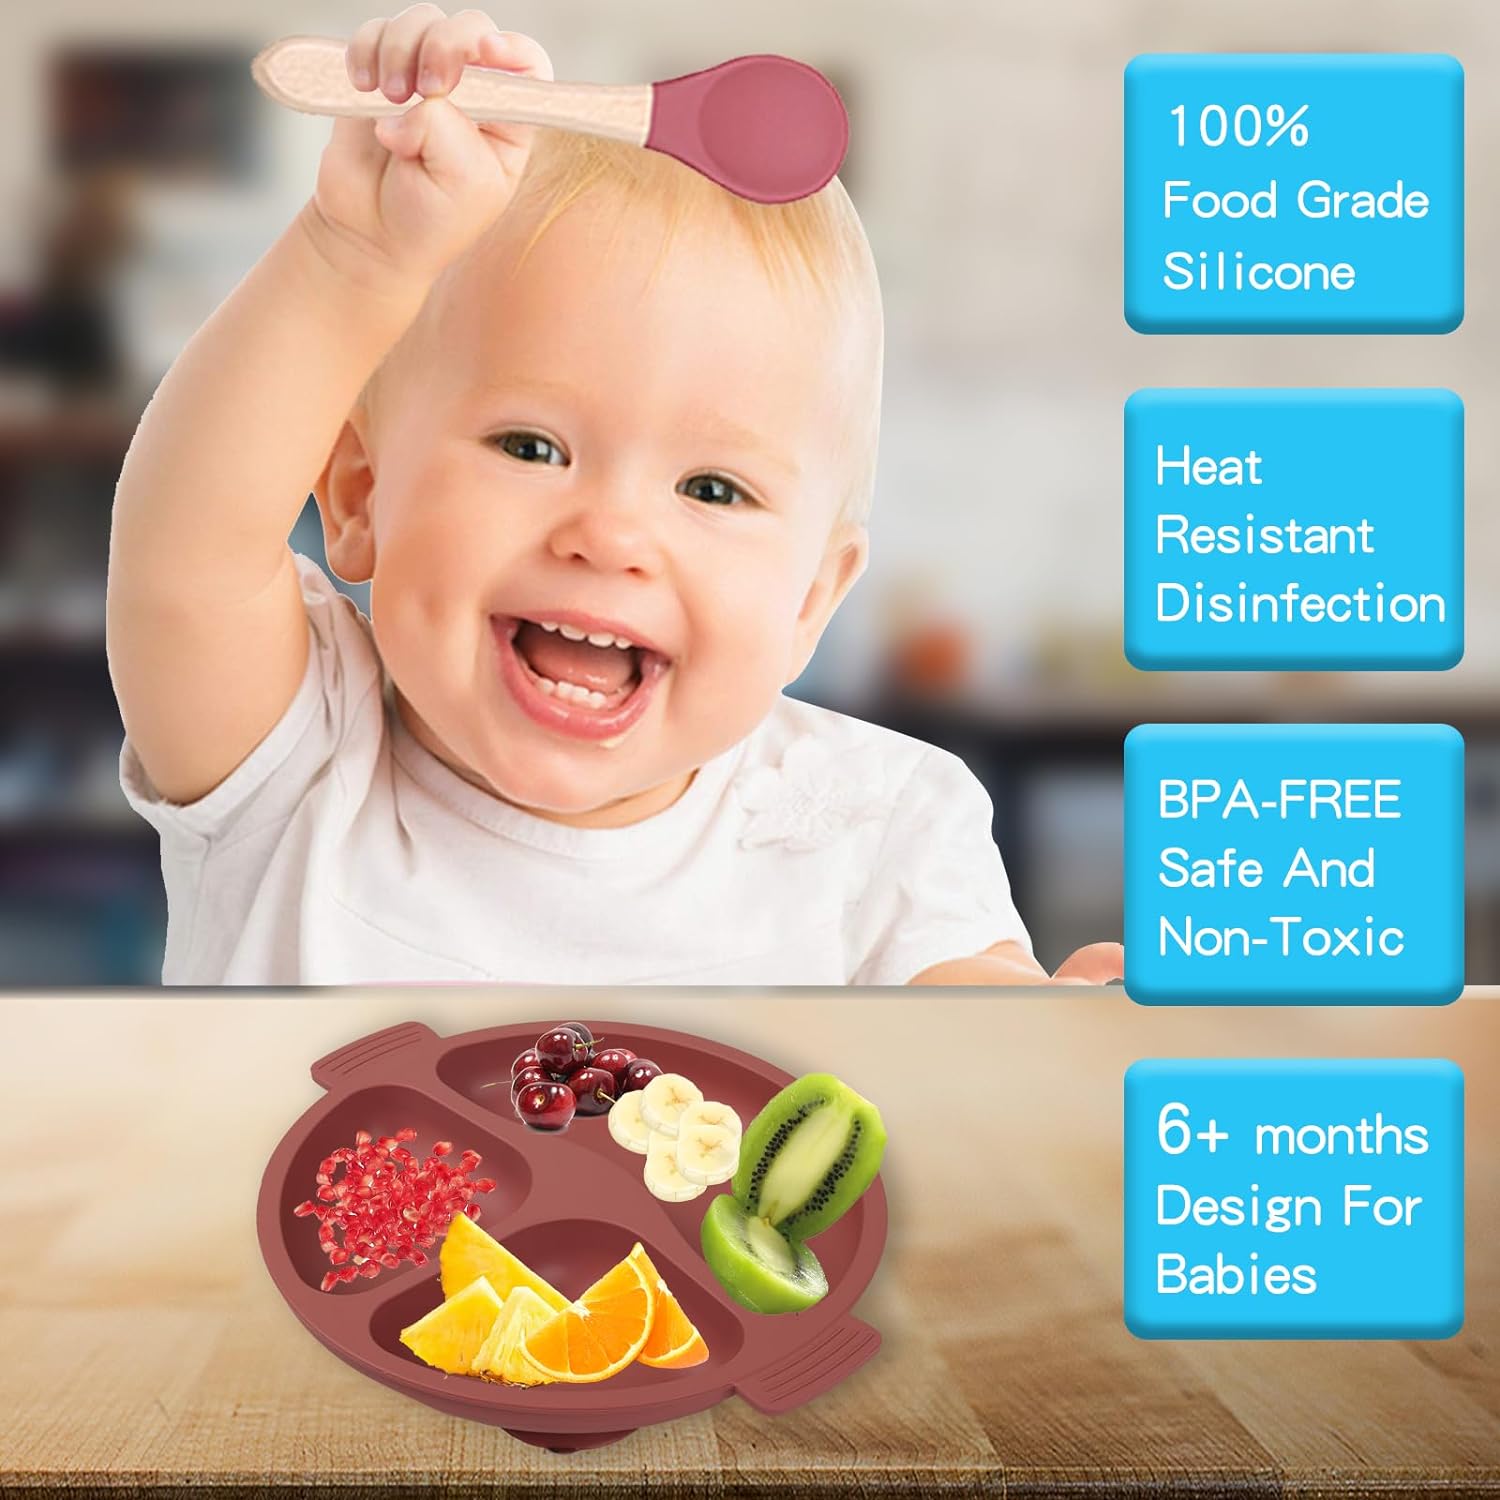 100%
Food Grade
Silicone
Heat
Resistant
Disinfection
BPA-FREE
Safe And
Non-Toxic
6+ months
Design For
Babies